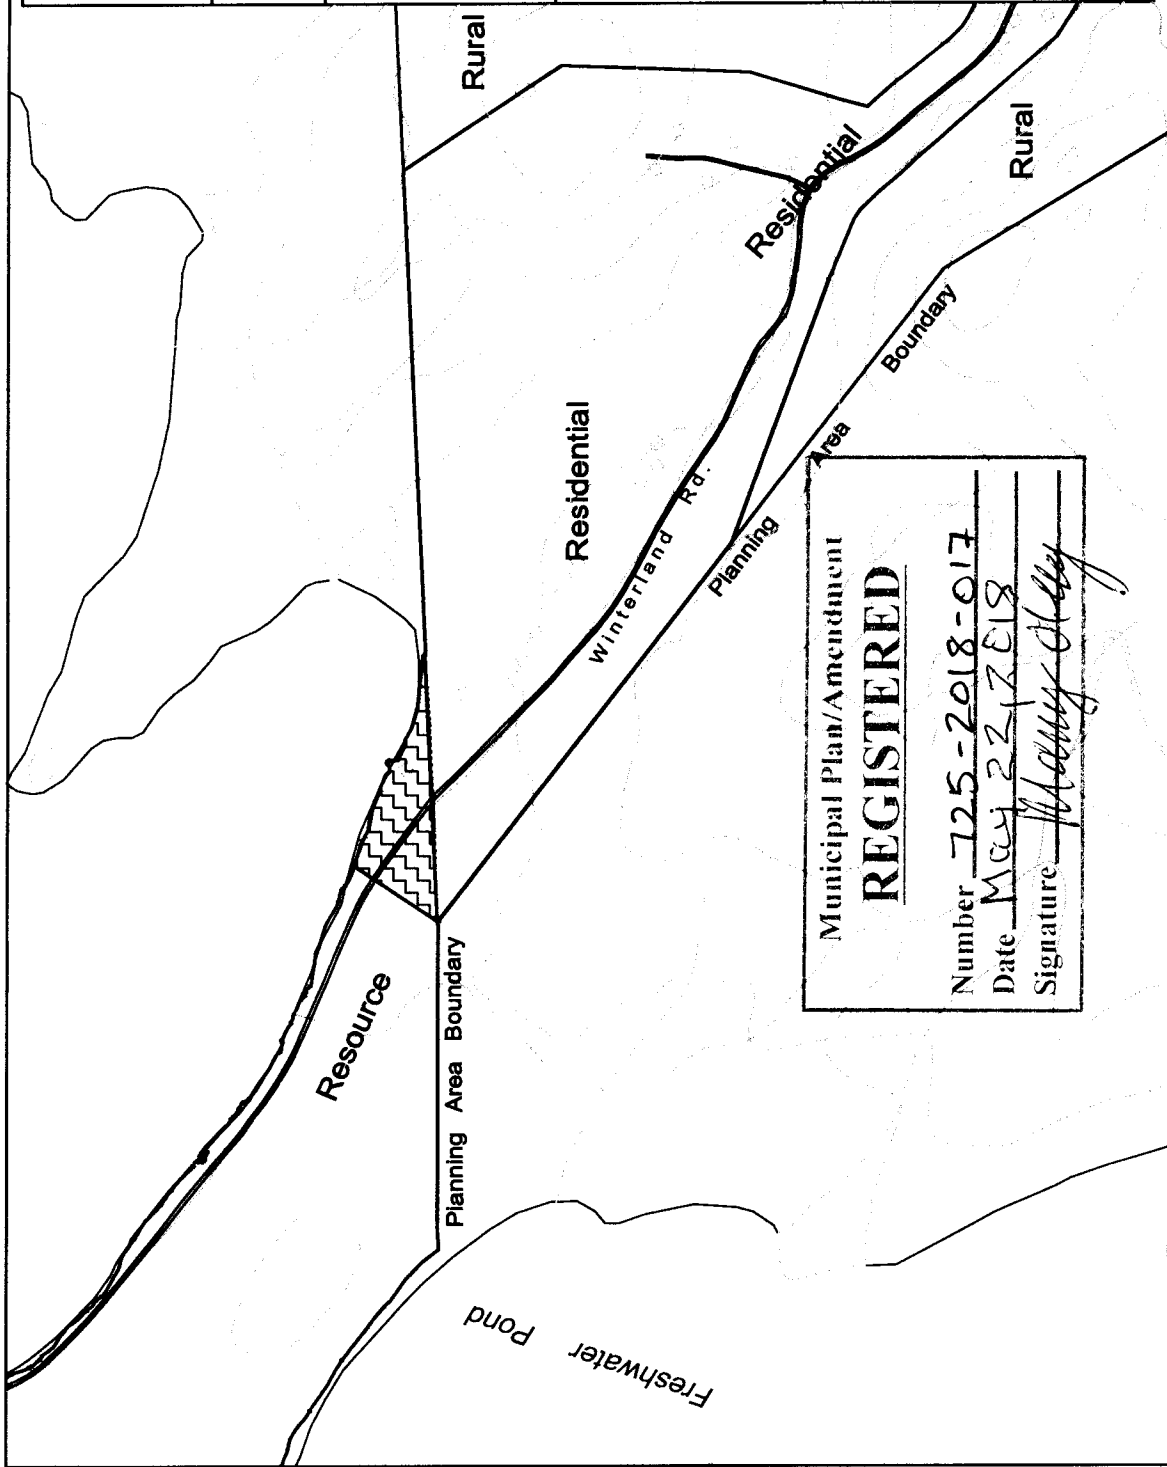 Rural
Residential
Rural
Residential
Winterland Rd.
Planning Area Boundary
Resource
Planning Area Boundary
Freshwater Pond
Municipal Plan/Amendment
REGISTERED
Number 725-2018-017
Date May 22, 2018
Signature